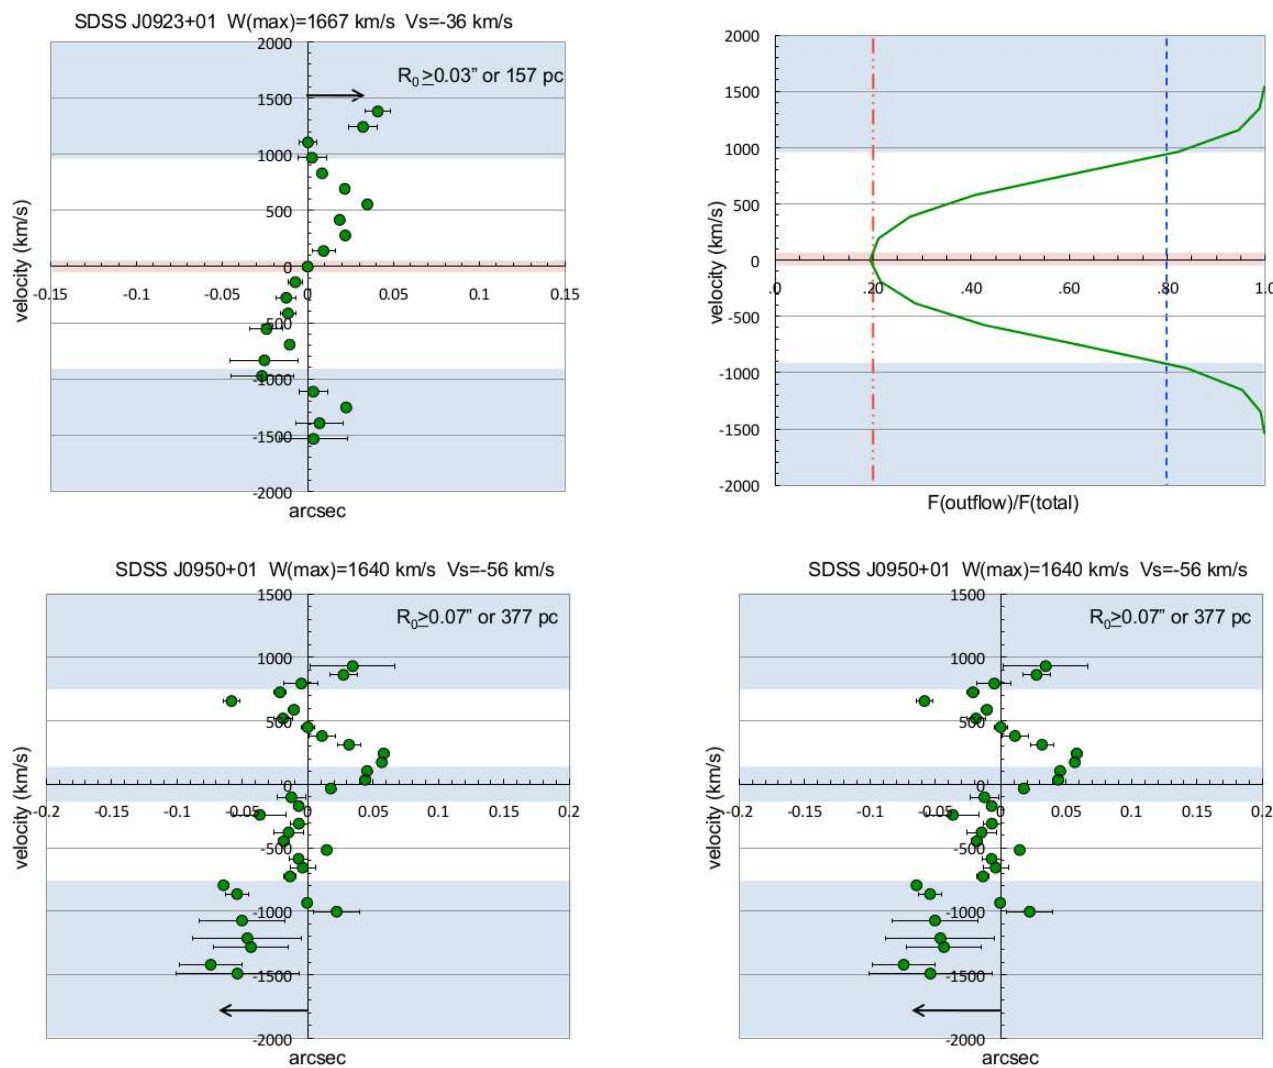 SDSS J0923+01 W(max)=1667 km/s Vs=-36 km/s
R₀≥0.03” or 157 pc
velocity (km/s)
2000
1500
1000
500
0
-500
-1000
-1500
-2000
-0.15 -0.1 -0.05 0 0.05 0.1 0.15
arcsec
velocity (km/s)
2000
1500
1000
500
0
-500
-1000
-1500
-2000
.0 .20 .40 .60 .80 1.0
F(outflow)/F(total)
SDSS J0950+01 W(max)=1640 km/s Vs=-56 km/s
R₀≥0.07” or 377 pc
velocity (km/s)
1500
1000
500
0
-500
-1000
-1500
-2000
-0.2 -0.1 -0.05 0 0.05 0.1 0.15 0.2
arcsec
SDSS J0950+01 W(max)=1640 km/s Vs=-56 km/s
R₀≥0.07” or 377 pc
velocity (km/s)
1500
1000
500
0
-500
-1000
-1500
-2000
-0.2 -0.15 -0.1 -0.05 0 0.05 0.1 0.15 0.2
arcsec